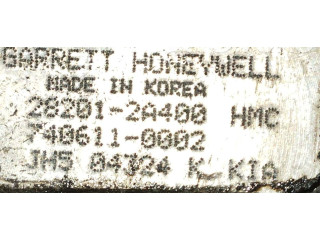 GARRETT HONEYWELL
MADE IN KOREA
28201-2A400 HMC
740611-0002
JHS 04324 K KIA